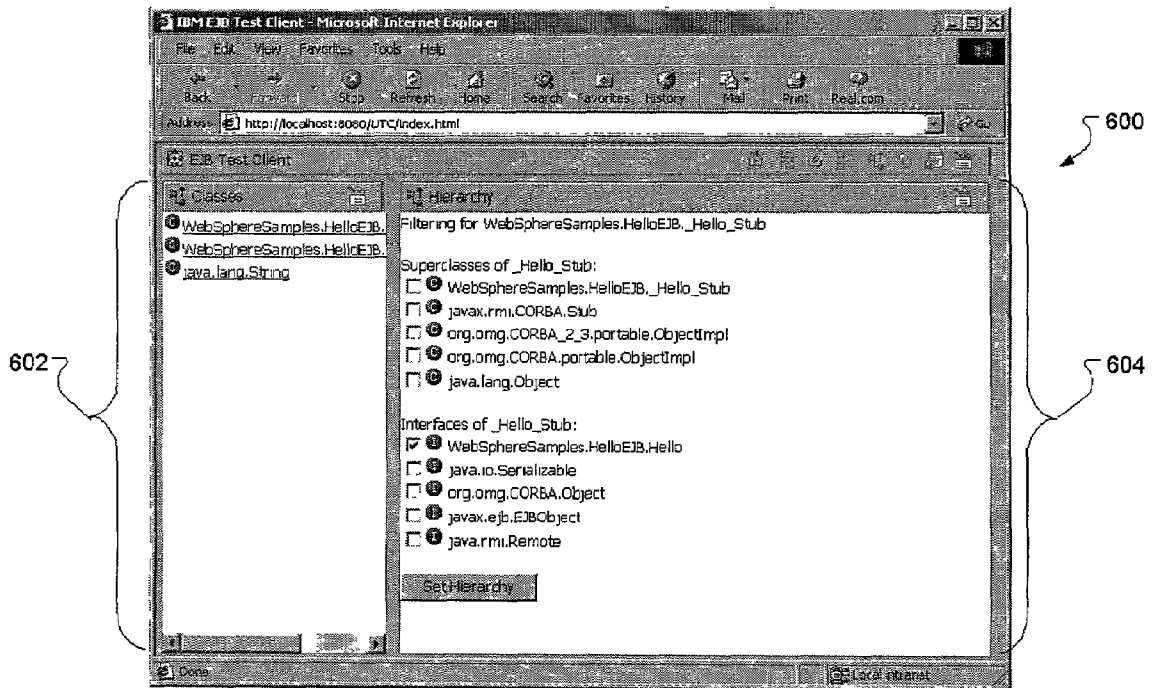 IBM EJB Test Client - Microsoft Internet Explorer
File Edit View Favorites Tools Help
Back Forward Stop Refresh Home Search Favorites History Mail Print Real.com
Address http://localhost:8080/UTC/index.html Go
600
EJB Test Client
Classes
Hierarchy
WebSphereSamples.HelloEJB.
WebSphereSamples.HelloEJB.
java.lang.String
Filtering for WebSphereSamples.HelloEJB._Hello_Stub
Superclasses of _Hello_Stub:
WebSphereSamples.HelloEJB._Hello_Stub
javax.rmi.CORBA.Stub
org.omg.CORBA_2_3.portable.ObjectImpl
org.omg.CORBA.portable.ObjectImpl
java.lang.Object
602
604
Interfaces of _Hello_Stub:
WebSphereSamples.HelloEJB.Hello
java.io.Serializable
org.omg.CORBA.Object
javax.ejb.EJBObject
java.rmi.Remote
Set Hierarchy
Done
Local intranet